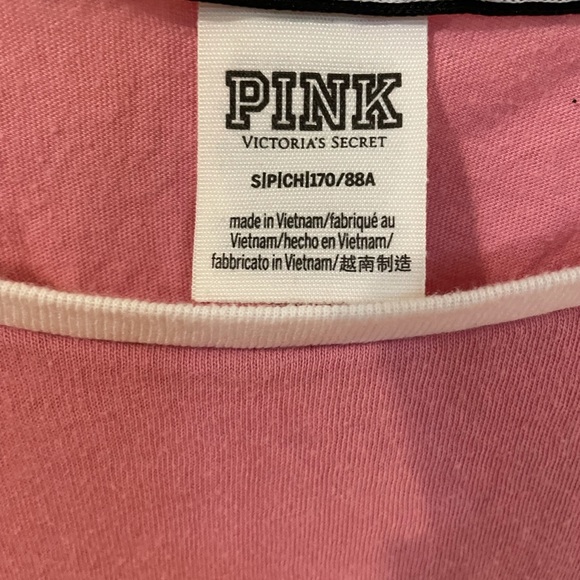 PINK
VICTORIA'S SECRET
S|P|CH|170/88A
made in Vietnam/fabriqué au
Vietnam/hecho en Vietnam/
fabbricato in Vietnam/越南制造